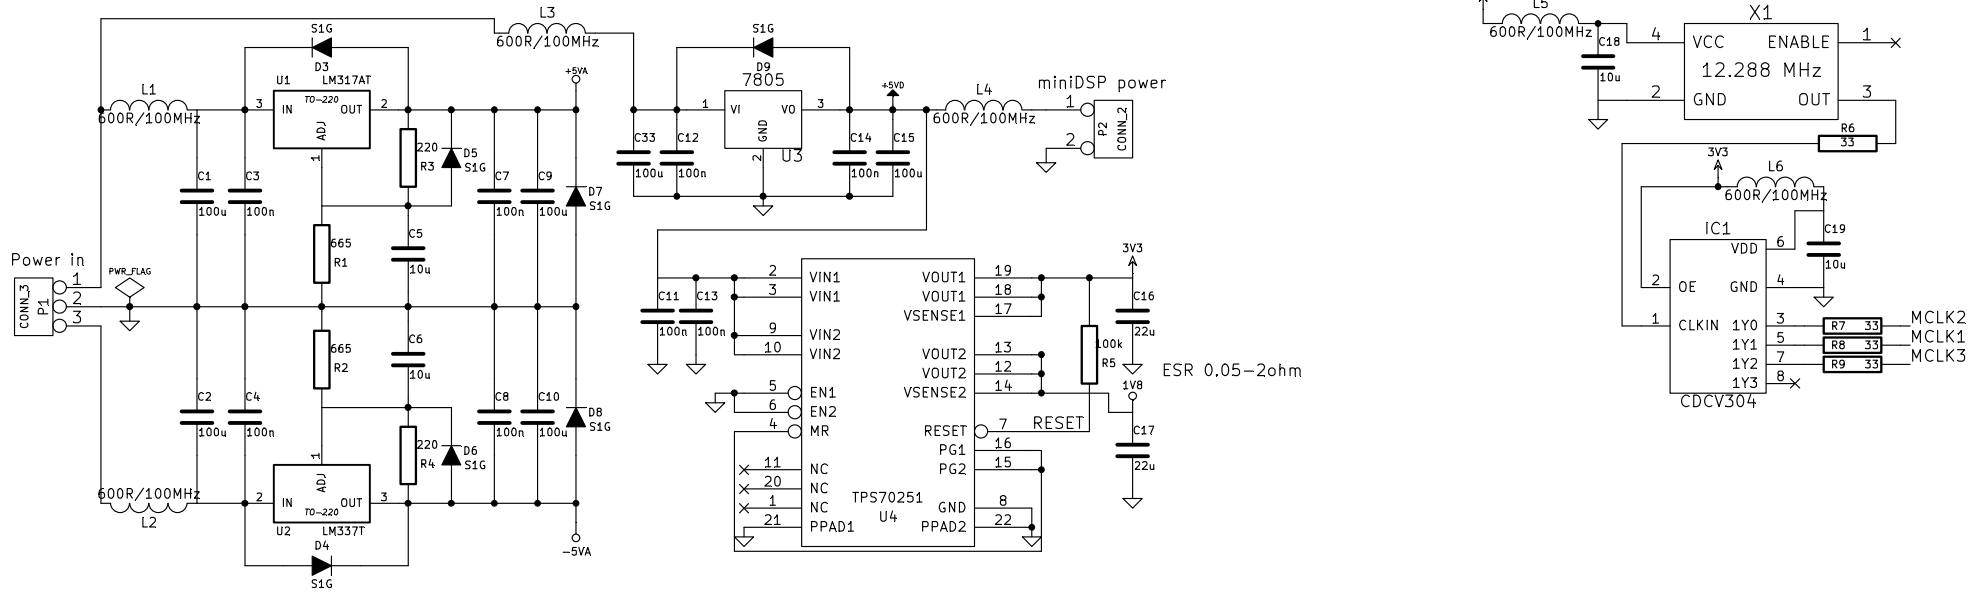 L3
600R/100MHz
S1G
D3
U1
LM317AT
TO-220
3
IN
OUT
2
ADJ
1
L1
600R/100MHz
+5VA
220
R3
D5
S1G
C1
100u
C3
100n
C7
100n
C9
100u
D7
S1G
665
R1
C5
10u
Power in
CONN_3
P1
1
2
3
PWR_FLAG
665
R2
C6
10u
C2
100u
C4
100n
220
R4
D6
S1G
C8
100n
C10
100u
D8
S1G
600R/100MHz
L2
2
IN
OUT
3
ADJ
1
TO-220
U2
LM337T
D4
S1G
-5VA
S1G
D9
7805
1
VI
VO
3
GND
2
U3
+5VD
C33
100u
C12
100n
C14
100n
C15
100u
L4
600R/100MHz
miniDSP power
1
2
P2
CONN_2
C11
100n
C13
100n
2
VIN1
3
VIN1
9
VIN2
10
VIN2
5
EN1
6
EN2
4
MR
11
NC
20
NC
1
NC
21
PPAD1
VOUT1
19
VOUT1
18
VSENSE1
17
VOUT2
13
VOUT2
12
VSENSE2
14
RESET
7
RESET
PG1
16
PG2
15
GND
8
PPAD2
22
TPS70251
U4
3V3
C16
22u
100k
R5
ESR 0.05-2ohm
1V8
C17
22u
L5
600R/100MHz
C18
10u
X1
4
VCC
ENABLE
1
12.288 MHz
2
GND
OUT
3
R6
33
3V3
L6
600R/100MHz
IC1
VDD
6
C19
10u
2
OE
GND
4
1
CLKIN
1Y0
3
R7
33
MCLK2
1Y1
5
R8
33
MCLK1
1Y2
7
R9
33
MCLK3
1Y3
8
CDCV304